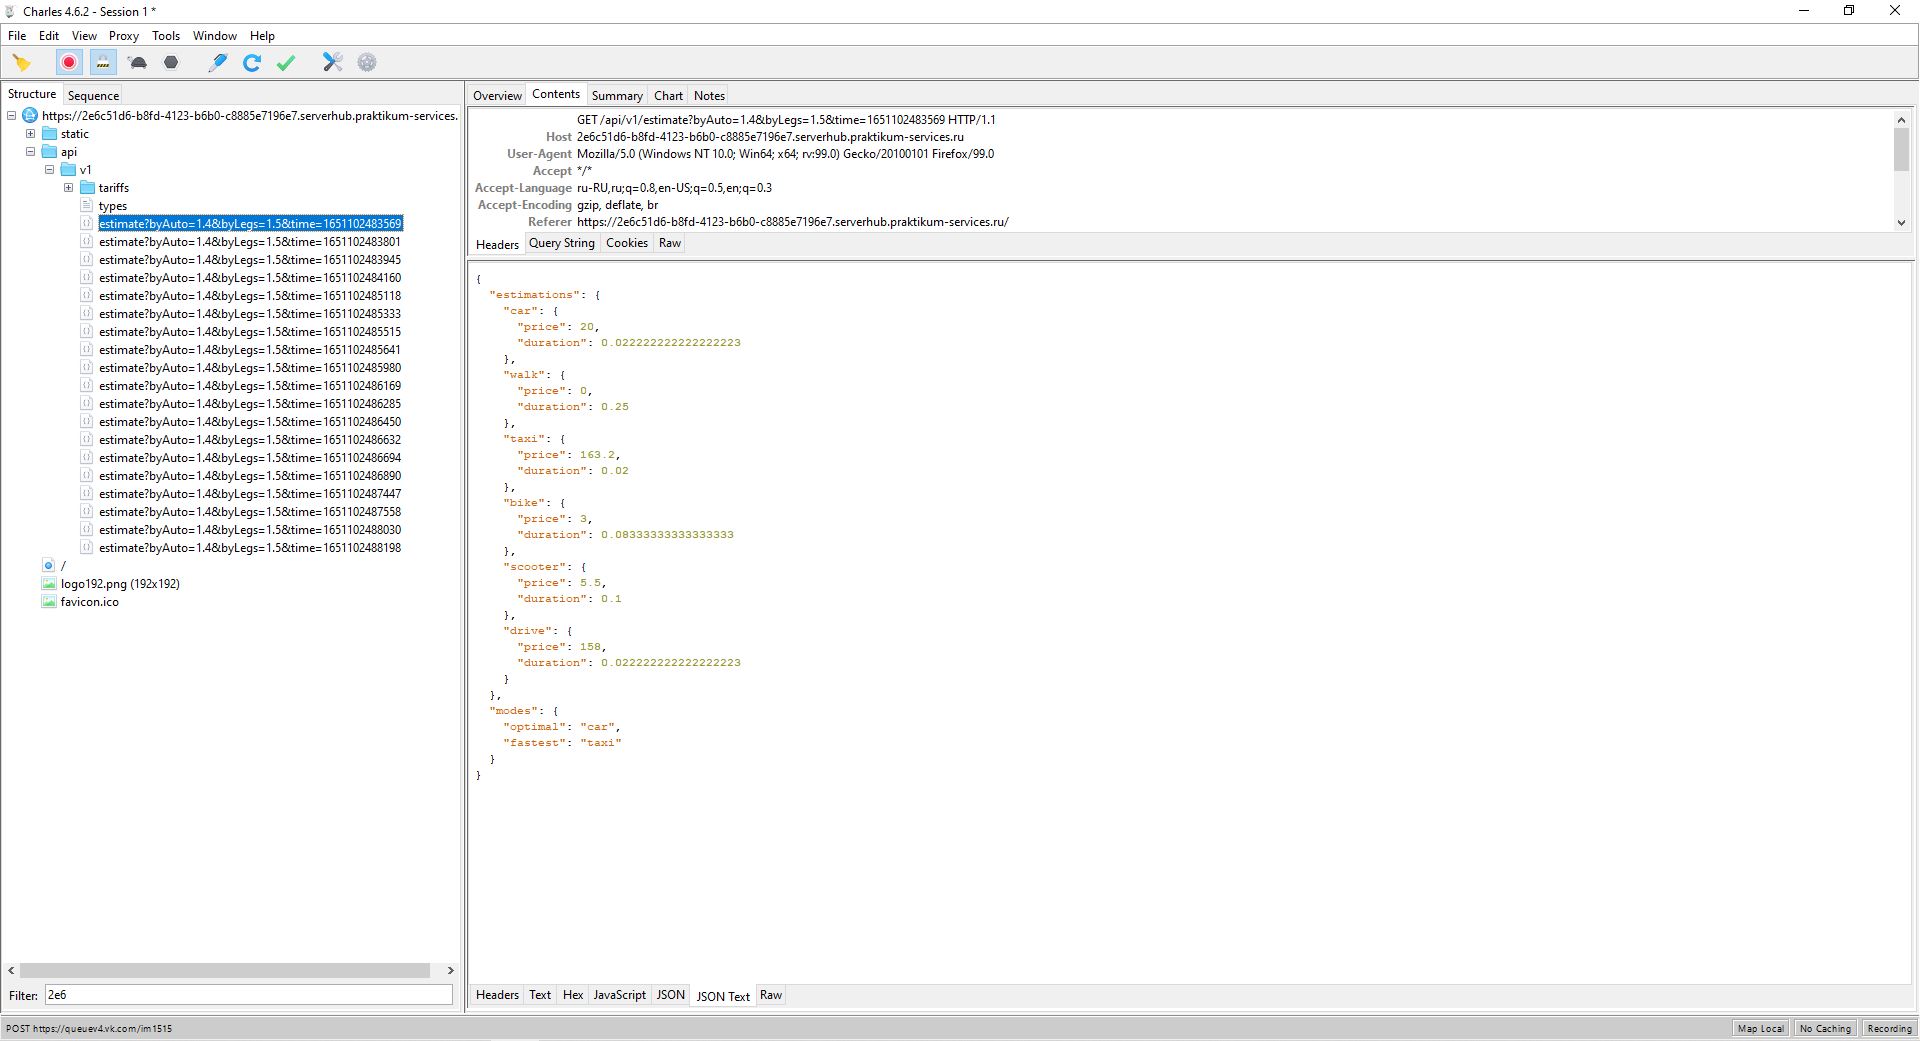 Charles 4.6.2 - Session 1 *
File Edit View Proxy Tools Window Help
Structure Sequence
https://2e6c51d6-b8fd-4123-b6b0-c8885e7196e7.serverhub.praktikum-services.
static
api
v1
tariffs
types
estimate?byAuto=1.4&byLegs=1.5&time=1651102483569
estimate?byAuto=1.4&byLegs=1.5&time=1651102483801
estimate?byAuto=1.4&byLegs=1.5&time=1651102483945
estimate?byAuto=1.4&byLegs=1.5&time=1651102484160
estimate?byAuto=1.4&byLegs=1.5&time=1651102485118
estimate?byAuto=1.4&byLegs=1.5&time=1651102485333
estimate?byAuto=1.4&byLegs=1.5&time=1651102485515
estimate?byAuto=1.4&byLegs=1.5&time=1651102485641
estimate?byAuto=1.4&byLegs=1.5&time=1651102485980
estimate?byAuto=1.4&byLegs=1.5&time=1651102486169
estimate?byAuto=1.4&byLegs=1.5&time=1651102486285
estimate?byAuto=1.4&byLegs=1.5&time=1651102486450
estimate?byAuto=1.4&byLegs=1.5&time=1651102486632
estimate?byAuto=1.4&byLegs=1.5&time=1651102486694
estimate?byAuto=1.4&byLegs=1.5&time=1651102486890
estimate?byAuto=1.4&byLegs=1.5&time=1651102487447
estimate?byAuto=1.4&byLegs=1.5&time=1651102487558
estimate?byAuto=1.4&byLegs=1.5&time=1651102488030
estimate?byAuto=1.4&byLegs=1.5&time=1651102488198
/
logo192.png (192x192)
favicon.ico
Filter: 2e6
Overview Contents Summary Chart Notes
GET /api/v1/estimate?byAuto=1.4&byLegs=1.5&time=1651102483569 HTTP/1.1
Host 2e6c51d6-b8fd-4123-b6b0-c8885e7196e7.serverhub.praktikum-services.ru
User-Agent Mozilla/5.0 (Windows NT 10.0; Win64; x64; rv:99.0) Gecko/20100101 Firefox/99.0
Accept */*
Accept-Language ru-RU,ru;q=0.8,en-US;q=0.5,en;q=0.3
Accept-Encoding gzip, deflate, br
Referer https://2e6c51d6-b8fd-4123-b6b0-c8885e7196e7.serverhub.praktikum-services.ru/
Headers Query String Cookies Raw
{
"estimations": {
"car": {
"price": 20,
"duration": 0.022222222222222223
},
"walk": {
"price": 0,
"duration": 0.25
},
"taxi": {
"price": 163.2,
"duration": 0.02
},
"bike": {
"price": 3,
"duration": 0.08333333333333333
},
"scooter": {
"price": 5.5,
"duration": 0.1
},
"drive": {
"price": 158,
"duration": 0.022222222222222223
}
},
"modes": {
"optimal": "car",
"fastest": "taxi"
}
}
Headers Text Hex JavaScript JSON JSON Text Raw
POST https://queuev4.vk.com/im1515
Map Local No Caching Recording